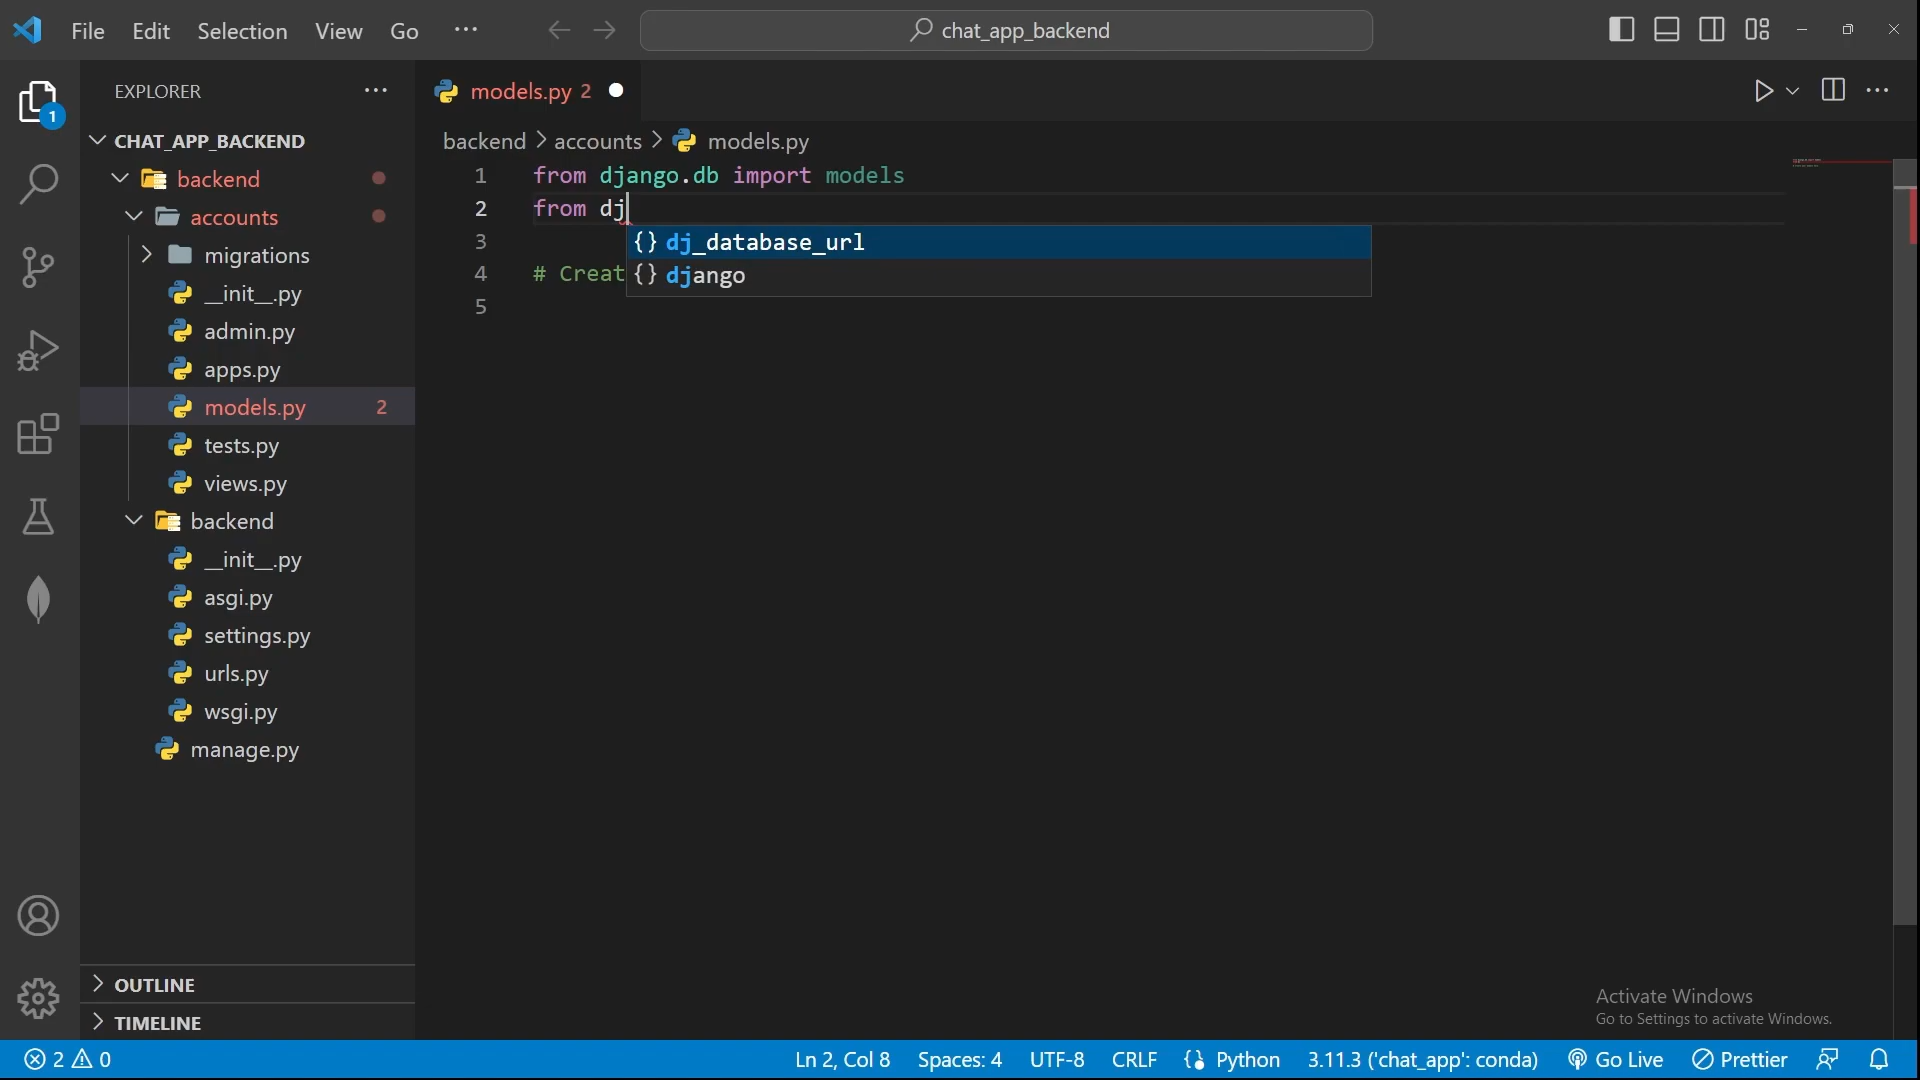 File Edit Selection View Go ··· chat_app_backend
EXPLORER ···
models.py 2
1
CHAT_APP_BACKEND
backend > accounts > models.py
backend
accounts
migrations
__init__.py
admin.py
apps.py
models.py 2
tests.py
views.py
backend
__init__.py
asgi.py
settings.py
urls.py
wsgi.py
manage.py
OUTLINE
TIMELINE
1 from django.db import models
2 from dj
3
4 # Creat
5
{} dj_database_url
{} django
Activate Windows
Go to Settings to activate Windows.
2 0 Ln 2, Col 8 Spaces: 4 UTF-8 CRLF Python 3.11.3 ('chat_app': conda) Go Live Prettier